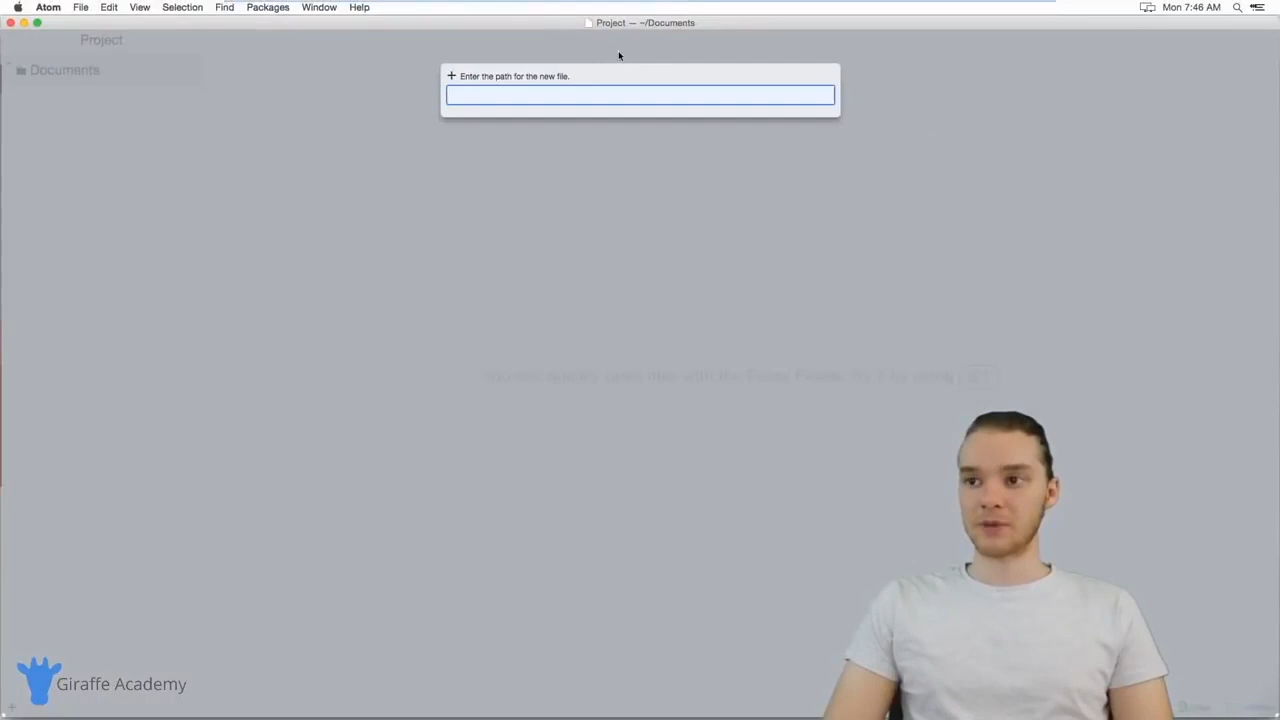 Atom File Edit View Selection Find Packages Window Help Mon 7:46 AM
Project — ~/Documents
Project
Documents
Enter the path for the new file.
Giraffe Academy